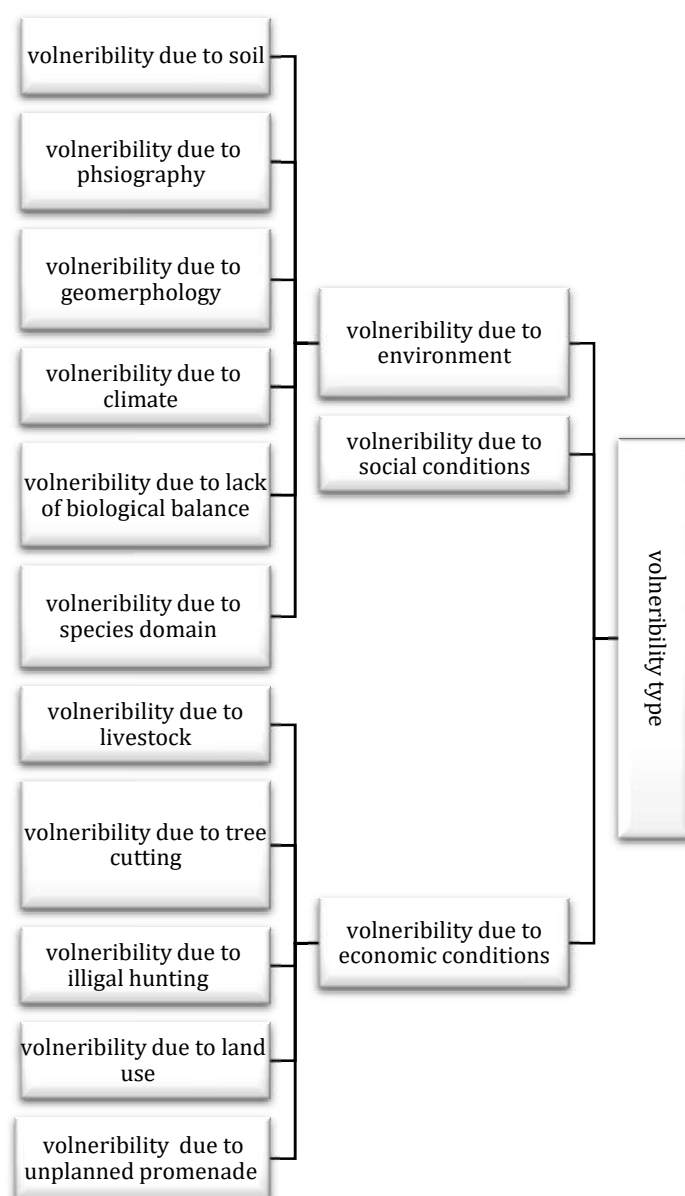 volneribility due to soil
volneribility due to
phsiography
volneribility due to
geomerphology
volneribility due to
climate
volneribility due to lack
of biological balance
volneribility due to
species domain
volneribility due to
livestock
volneribility due to tree
cutting
volneribility due to
illigal hunting
volneribility due to land
use
volneribility due to
unplanned promenade
volneribility due to
environment
volneribility due to
social conditions
volneribility due to
economic conditions
volneribility type